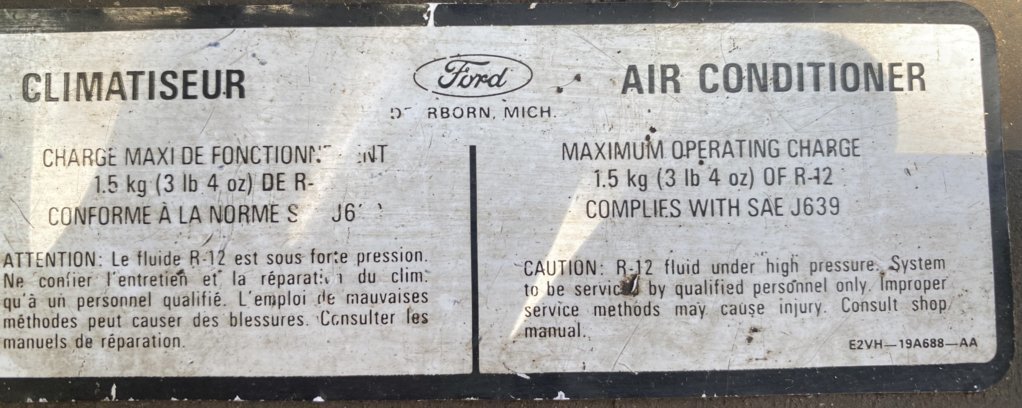 CLIMATISEUR
Ford
MICH.
AIR CONDITIONER
CHARGE MAXI DE
1.5 kg (3 lb 4 oz) DE
CONFORME À LA NORME
ATTENTION: Le fluide R-12 est sous forte pression.
Ne confier l'entretien et la du clim.
qu'à un personnel qualifié. L'emploi de mauvaises
méthodes peut causer des blessures. Consulter les
manuels de réparation.
MAXIMUM OPERATING CHARGE
1.5 kg (3 lb 4 oz) OF R-12
COMPLIES WITH SAE J639
CAUTION: R-12 fluid under high pressure. System
to be by qualified personnel only. Improper
service methods may cause injury. Consult shop
manual.
E2VH—19A688—AA